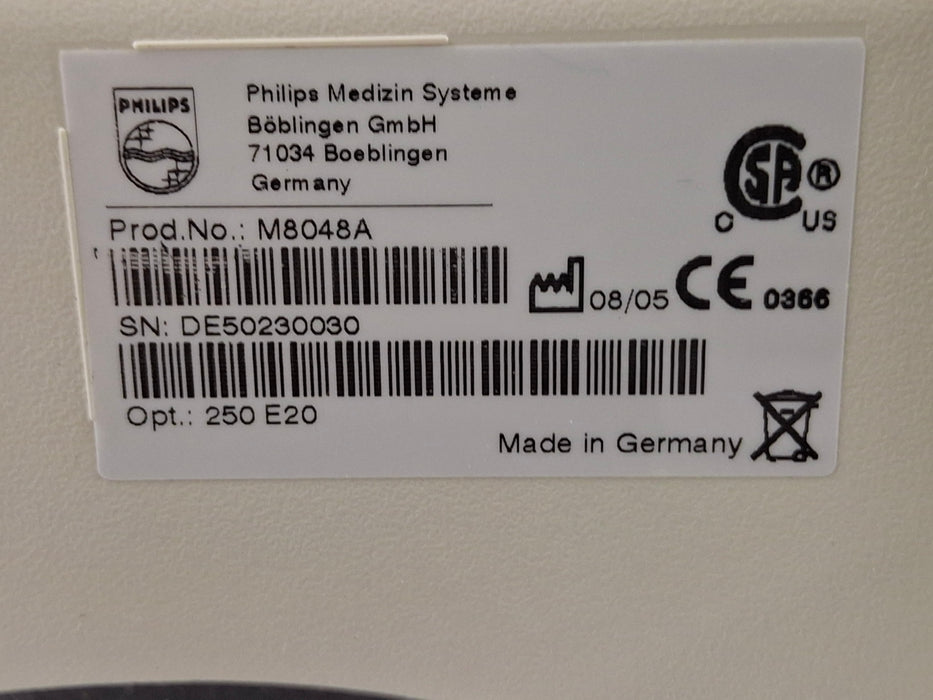 PHILIPS
Philips Medizin Systeme
Böblingen GmbH
71034 Boeblingen
Germany
CSA ®
C US
Prod.No.: M8048A
08/05 CE 0366
SN: DE50230030
Opt.: 250 E20
Made in Germany